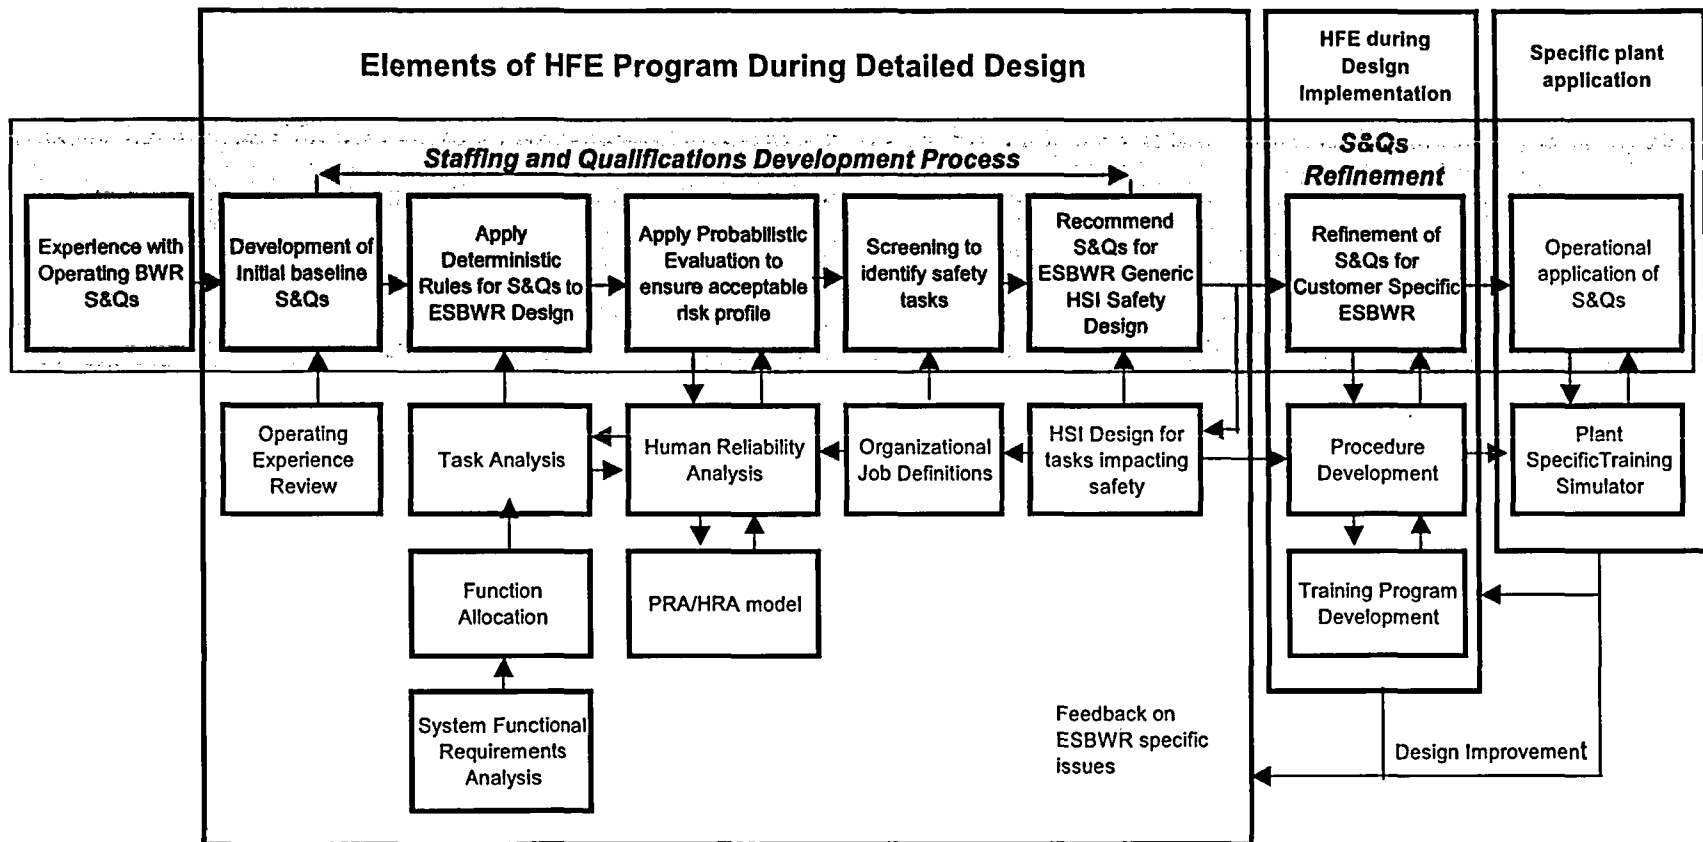 Elements of HFE Program During Detailed Design
HFE during
Design
Implementation
Specific plant
application
Staffing and Qualifications Development Process
S&Qs
Refinement
Experience with
Operating BWR
S&Qs
Development of
Initial baseline
S&Qs
Apply
Deterministic
Rules for S&Qs to
ESBWR Design
Apply Probabilistic
Evaluation to
ensure acceptable
risk profile
Screening to
identify safety
tasks
Recommend
S&Qs for
ESBWR Generic
HSI Safety
Design
Refinement of
S&Qs for
Customer Specific
ESBWR
Operational
application of
S&Qs
Operating
Experience
Review
Task Analysis
Human Reliability
Analysis
Organizational
Job Definitions
HSI Design for
tasks impacting
safety
Procedure
Development
Plant
SpecificTraining
Simulator
Function
Allocation
PRA/HRA model
Training Program
Development
System Functional
Requirements
Analysis
Feedback on
ESBWR specific
issues
Design Improvement